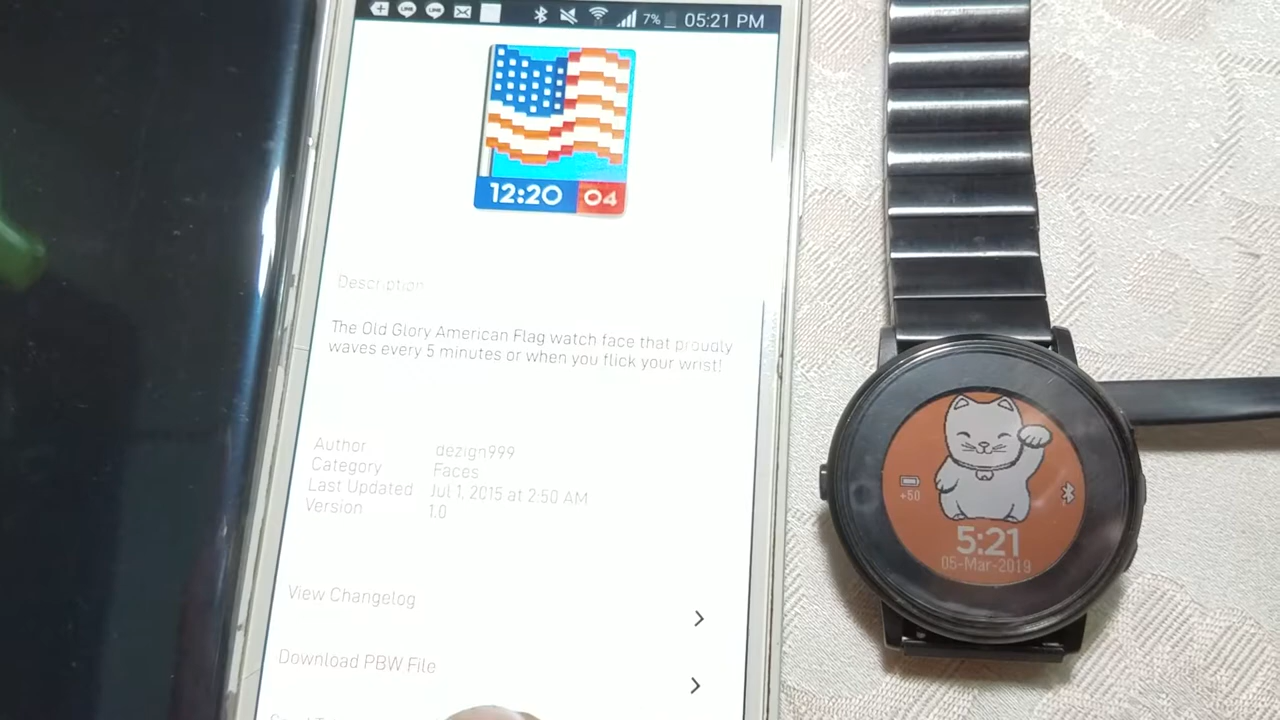 7% 05:21 PM
12:20 04
Description
The Old Glory American Flag watch face that proudly
waves every 5 minutes or when you flick your wrist!
Author dezign999
Category Faces
Last Updated Jul 1, 2015 at 2:50 AM
Version 1.0
View Changelog
Download PBW File
+50
5:21
05-Mar-2019